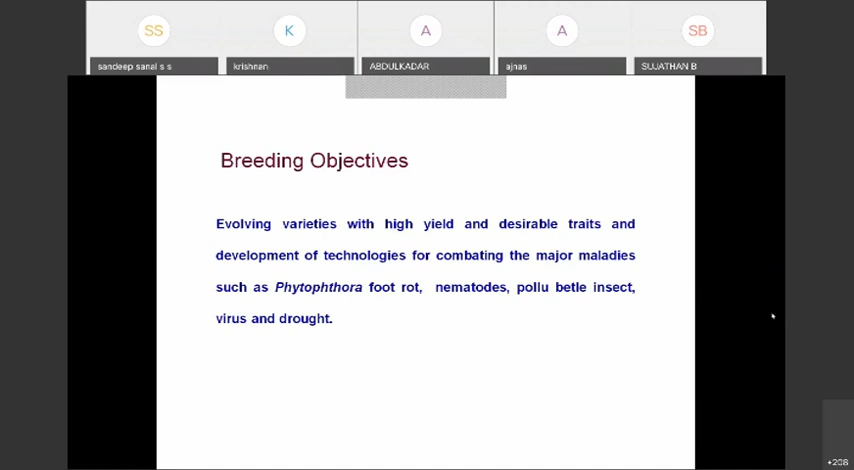 SS
K
A
A
SB
sandeep sanal s s
krishnan
ABDULKADAR
ajnas
SUJATHAN B
Breeding Objectives
Evolving varieties with high yield and desirable traits and
development of technologies for combating the major maladies
such as Phytophthora foot rot, nematodes, pollu betle insect,
virus and drought.
+208